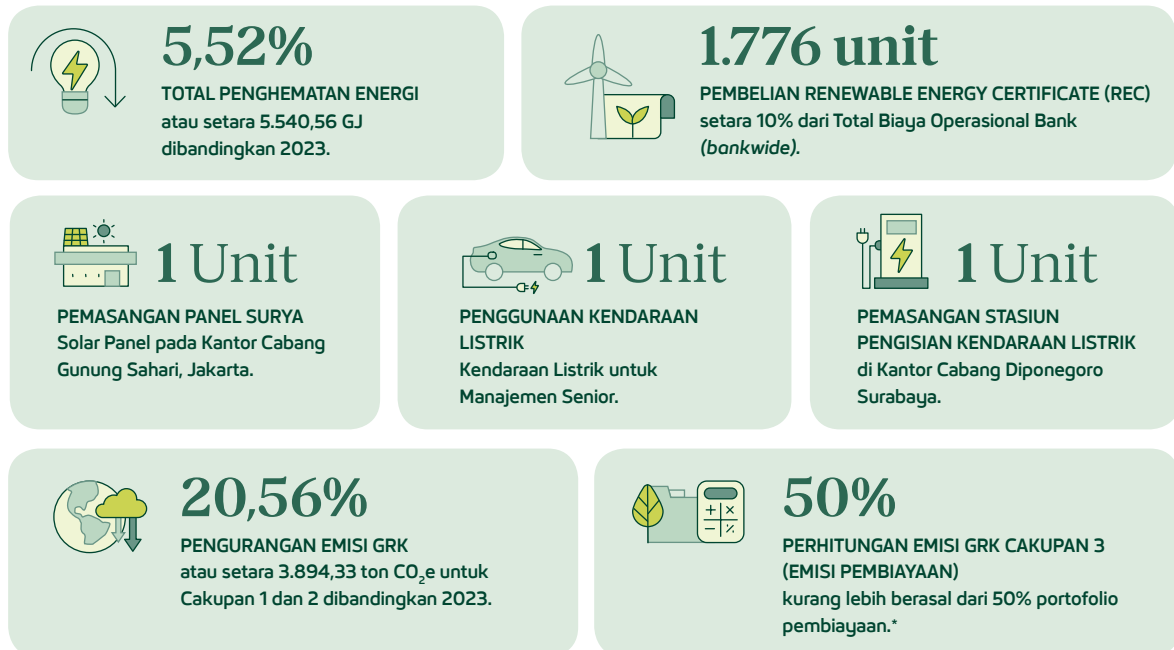 5,52%
TOTAL PENGHEMATAN ENERGI
atau setara 5.540,56 GJ
dibandingkan 2023.
1.776 unit
PEMBELIAN RENEWABLE ENERGY CERTIFICATE (REC)
setara 10% dari Total Biaya Operasional Bank
(bankwide).
1 Unit
PEMASANGAN PANEL SURYA
Solar Panel pada Kantor Cabang
Gunung Sahari, Jakarta.
1 Unit
PENGGUNAAN KENDARAAN
LISTRIK
Kendaraan Listrik untuk
Manajemen Senior.
1 Unit
PEMASANGAN STASIUN
PENGISIAN KENDARAAN LISTRIK
di Kantor Cabang Diponegoro
Surabaya.
20,56%
PENGURANGAN EMISI GRK
atau setara 3.894,33 ton CO₂e untuk
Cakupan 1 dan 2 dibandingkan 2023.
50%
PERHITUNGAN EMISI GRK CAKUPAN 3
(EMISI PEMBIAYAAN)
kurang lebih berasal dari 50% portofolio
pembiayaan.*